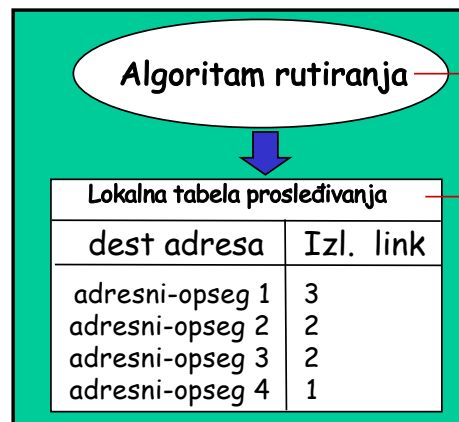 Algoritam rutiranja
Lokalna tabela prosleđivanja
dest adresa Izl. link
adresni-opseg 1 3
adresni-opseg 2 2
adresni-opseg 3 2
adresni-opseg 4 1